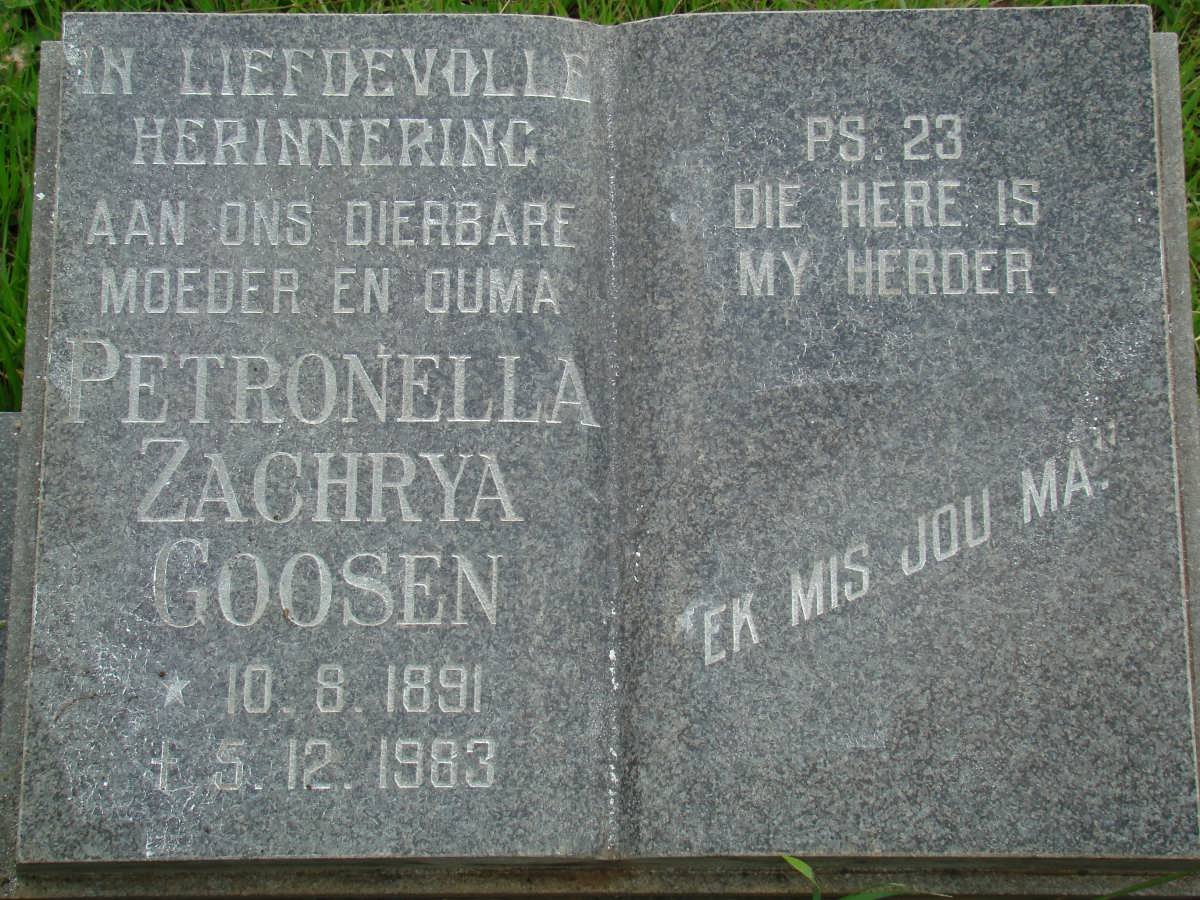 IN LIEFDEVOLLE
HERINNERING
AAN ONS DIERBARE
MOEDER EN OUMA
PETRONELLA
ZACHRYA
GOOSEN
★ 10. 8. 1891
† 5. 12. 1983
PS. 23
DIE HERE IS
MY HERDER.
"EK MIS JOU MA."